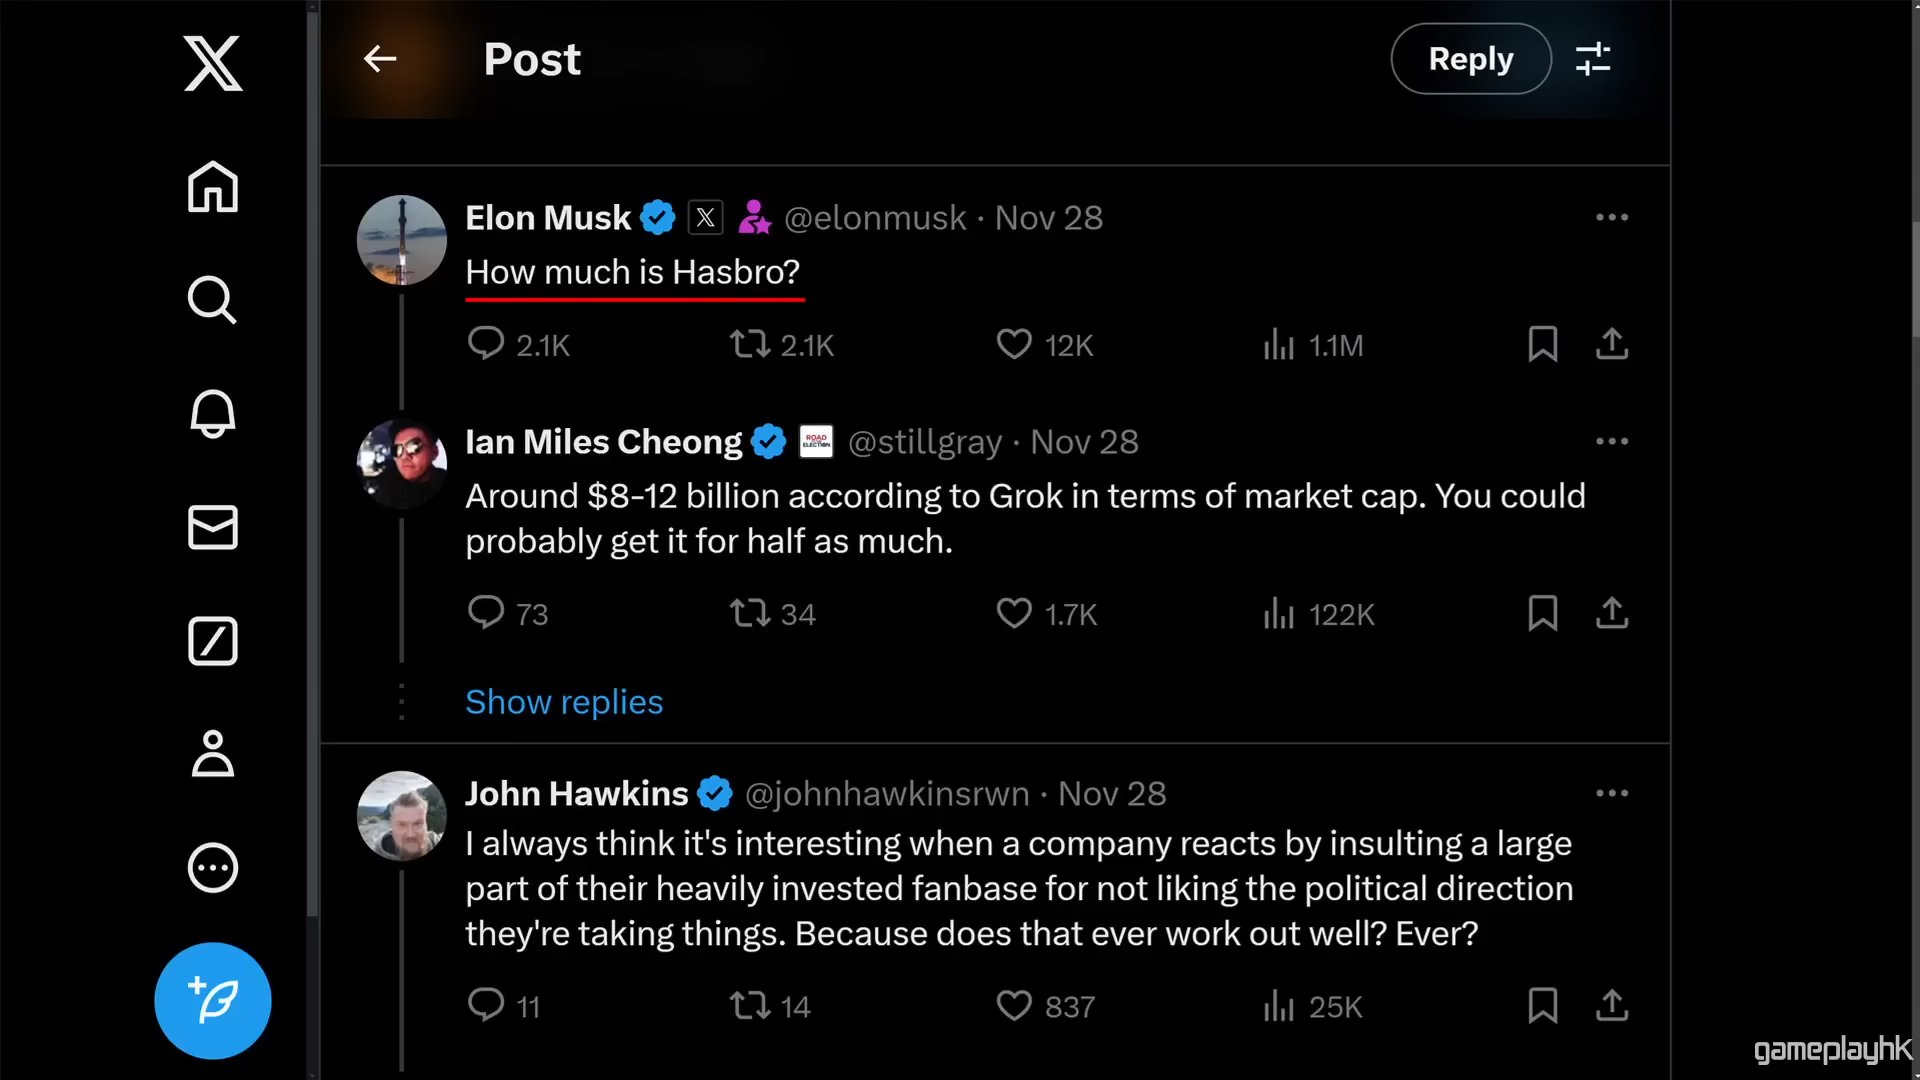 Post
Reply
Elon Musk @elonmusk · Nov 28
How much is Hasbro?
2.1K 2.1K 12K 1.1M
Ian Miles Cheong ROAD ELECTION @stillgray · Nov 28
Around $8-12 billion according to Grok in terms of market cap. You could
probably get it for half as much.
73 34 1.7K 122K
Show replies
John Hawkins @johnhawkinsrwn · Nov 28
I always think it's interesting when a company reacts by insulting a large
part of their heavily invested fanbase for not liking the political direction
they're taking things. Because does that ever work out well? Ever?
11 14 837 25K
gameplayhk